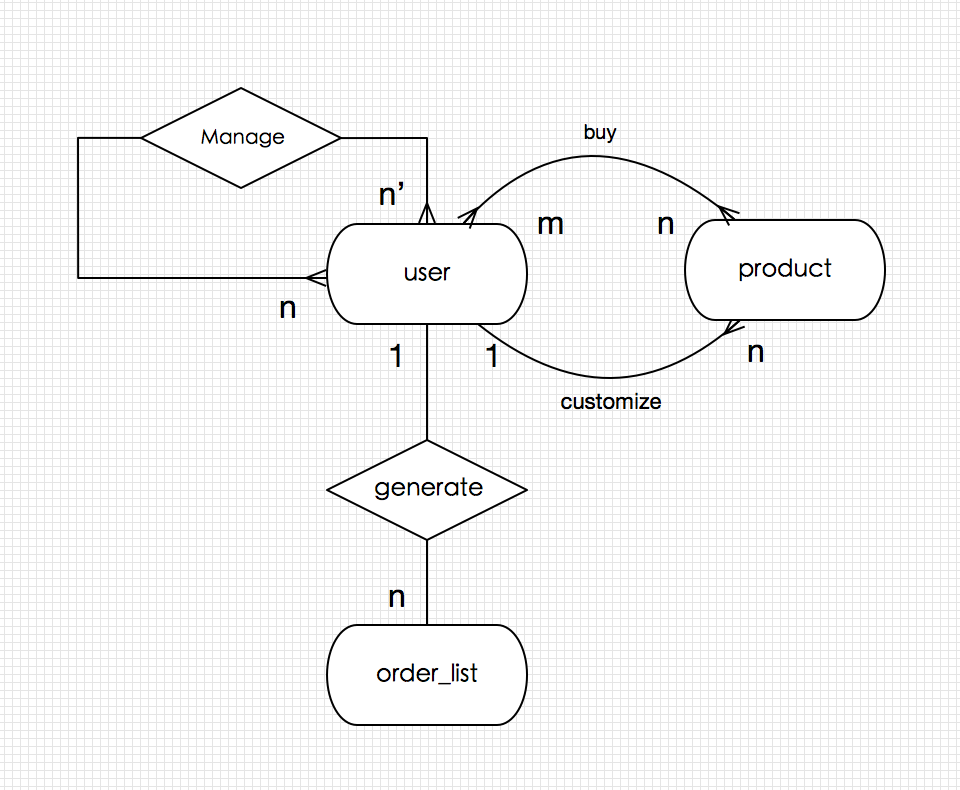 Manage
buy
n’
m
n
user
product
n
1
1
n
customize
generate
n
order_list